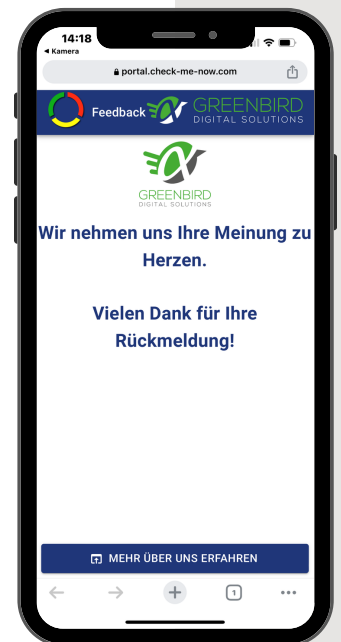 14:18
◀ Kamera
portal.check-me-now.com
Feedback
GREENBIRD
DIGITAL SOLUTIONS
GREENBIRD
DIGITAL SOLUTIONS
Wir nehmen uns Ihre Meinung zu
Herzen.
Vielen Dank für Ihre
Rückmeldung!
MEHR ÜBER UNS ERFAHREN
1